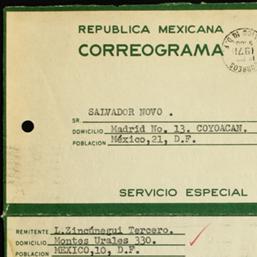 REPUBLICA MEXICANA
CORREOGRAMA
1971
SALVADOR NOVO .
SR.
DOMICILIO Madrid No. 13. COYOACAN.
POBLACION México,21, D.F.
SERVICIO ESPECIAL
REMITENTE L.Zincúnegui Tercero.
DOMICILIO Montes Urales 330.
POBLACION MEXICO,10, D.F.